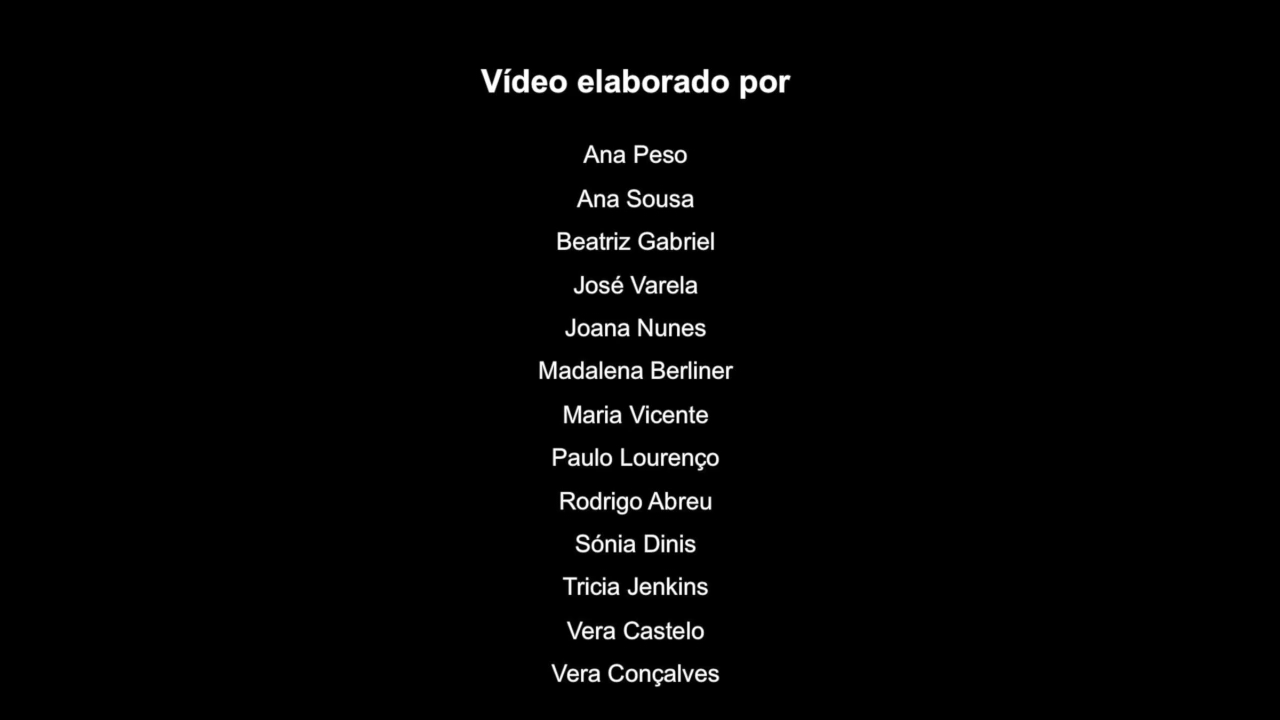 Vídeo elaborado por
Ana Peso
Ana Sousa
Beatriz Gabriel
José Varela
Joana Nunes
Madalena Berliner
Maria Vicente
Paulo Lourenço
Rodrigo Abreu
Sónia Dinis
Tricia Jenkins
Vera Castelo
Vera Conçalves